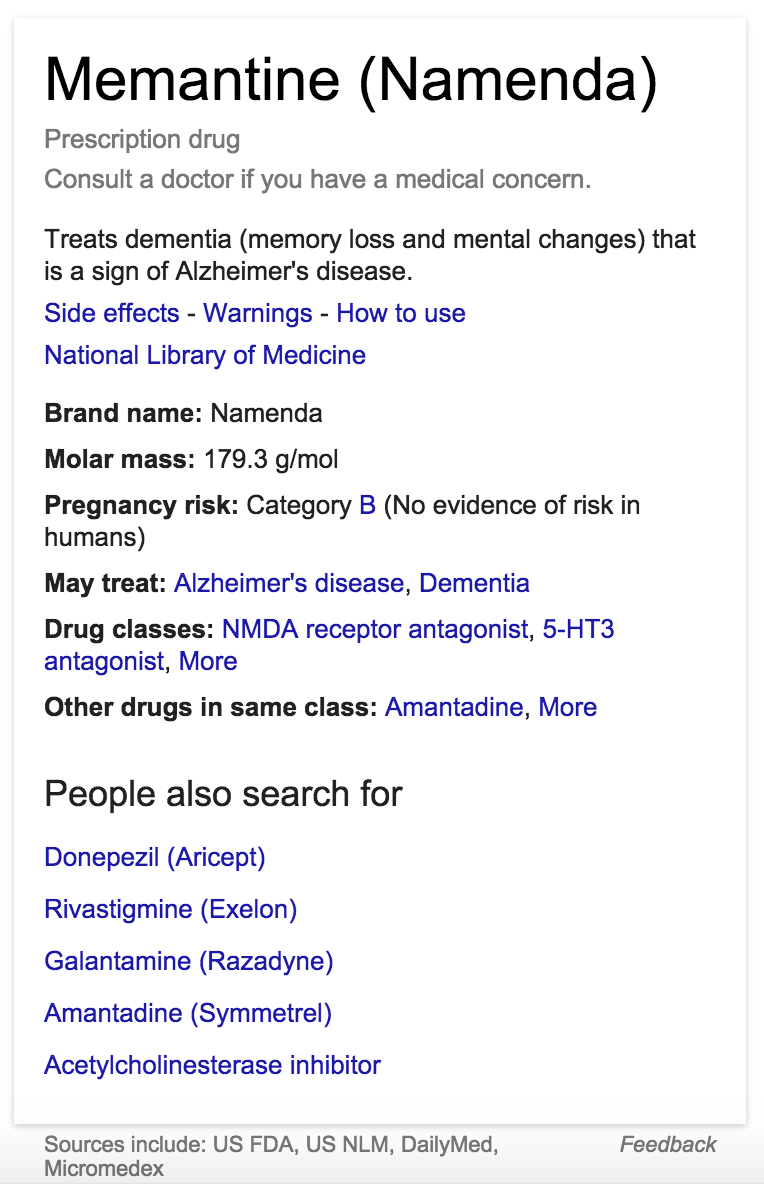 Memantine (Namenda)
Prescription drug
Consult a doctor if you have a medical concern.
Treats dementia (memory loss and mental changes) that
is a sign of Alzheimer's disease.
Side effects - Warnings - How to use
National Library of Medicine
Brand name: Namenda
Molar mass: 179.3 g/mol
Pregnancy risk: Category B (No evidence of risk in
humans)
May treat: Alzheimer's disease, Dementia
Drug classes: NMDA receptor antagonist, 5-HT3
antagonist, More
Other drugs in same class: Amantadine, More
People also search for
Donepezil (Aricept)
Rivastigmine (Exelon)
Galantamine (Razadyne)
Amantadine (Symmetrel)
Acetylcholinesterase inhibitor
Sources include: US FDA, US NLM, DailyMed, Feedback
Micromedex